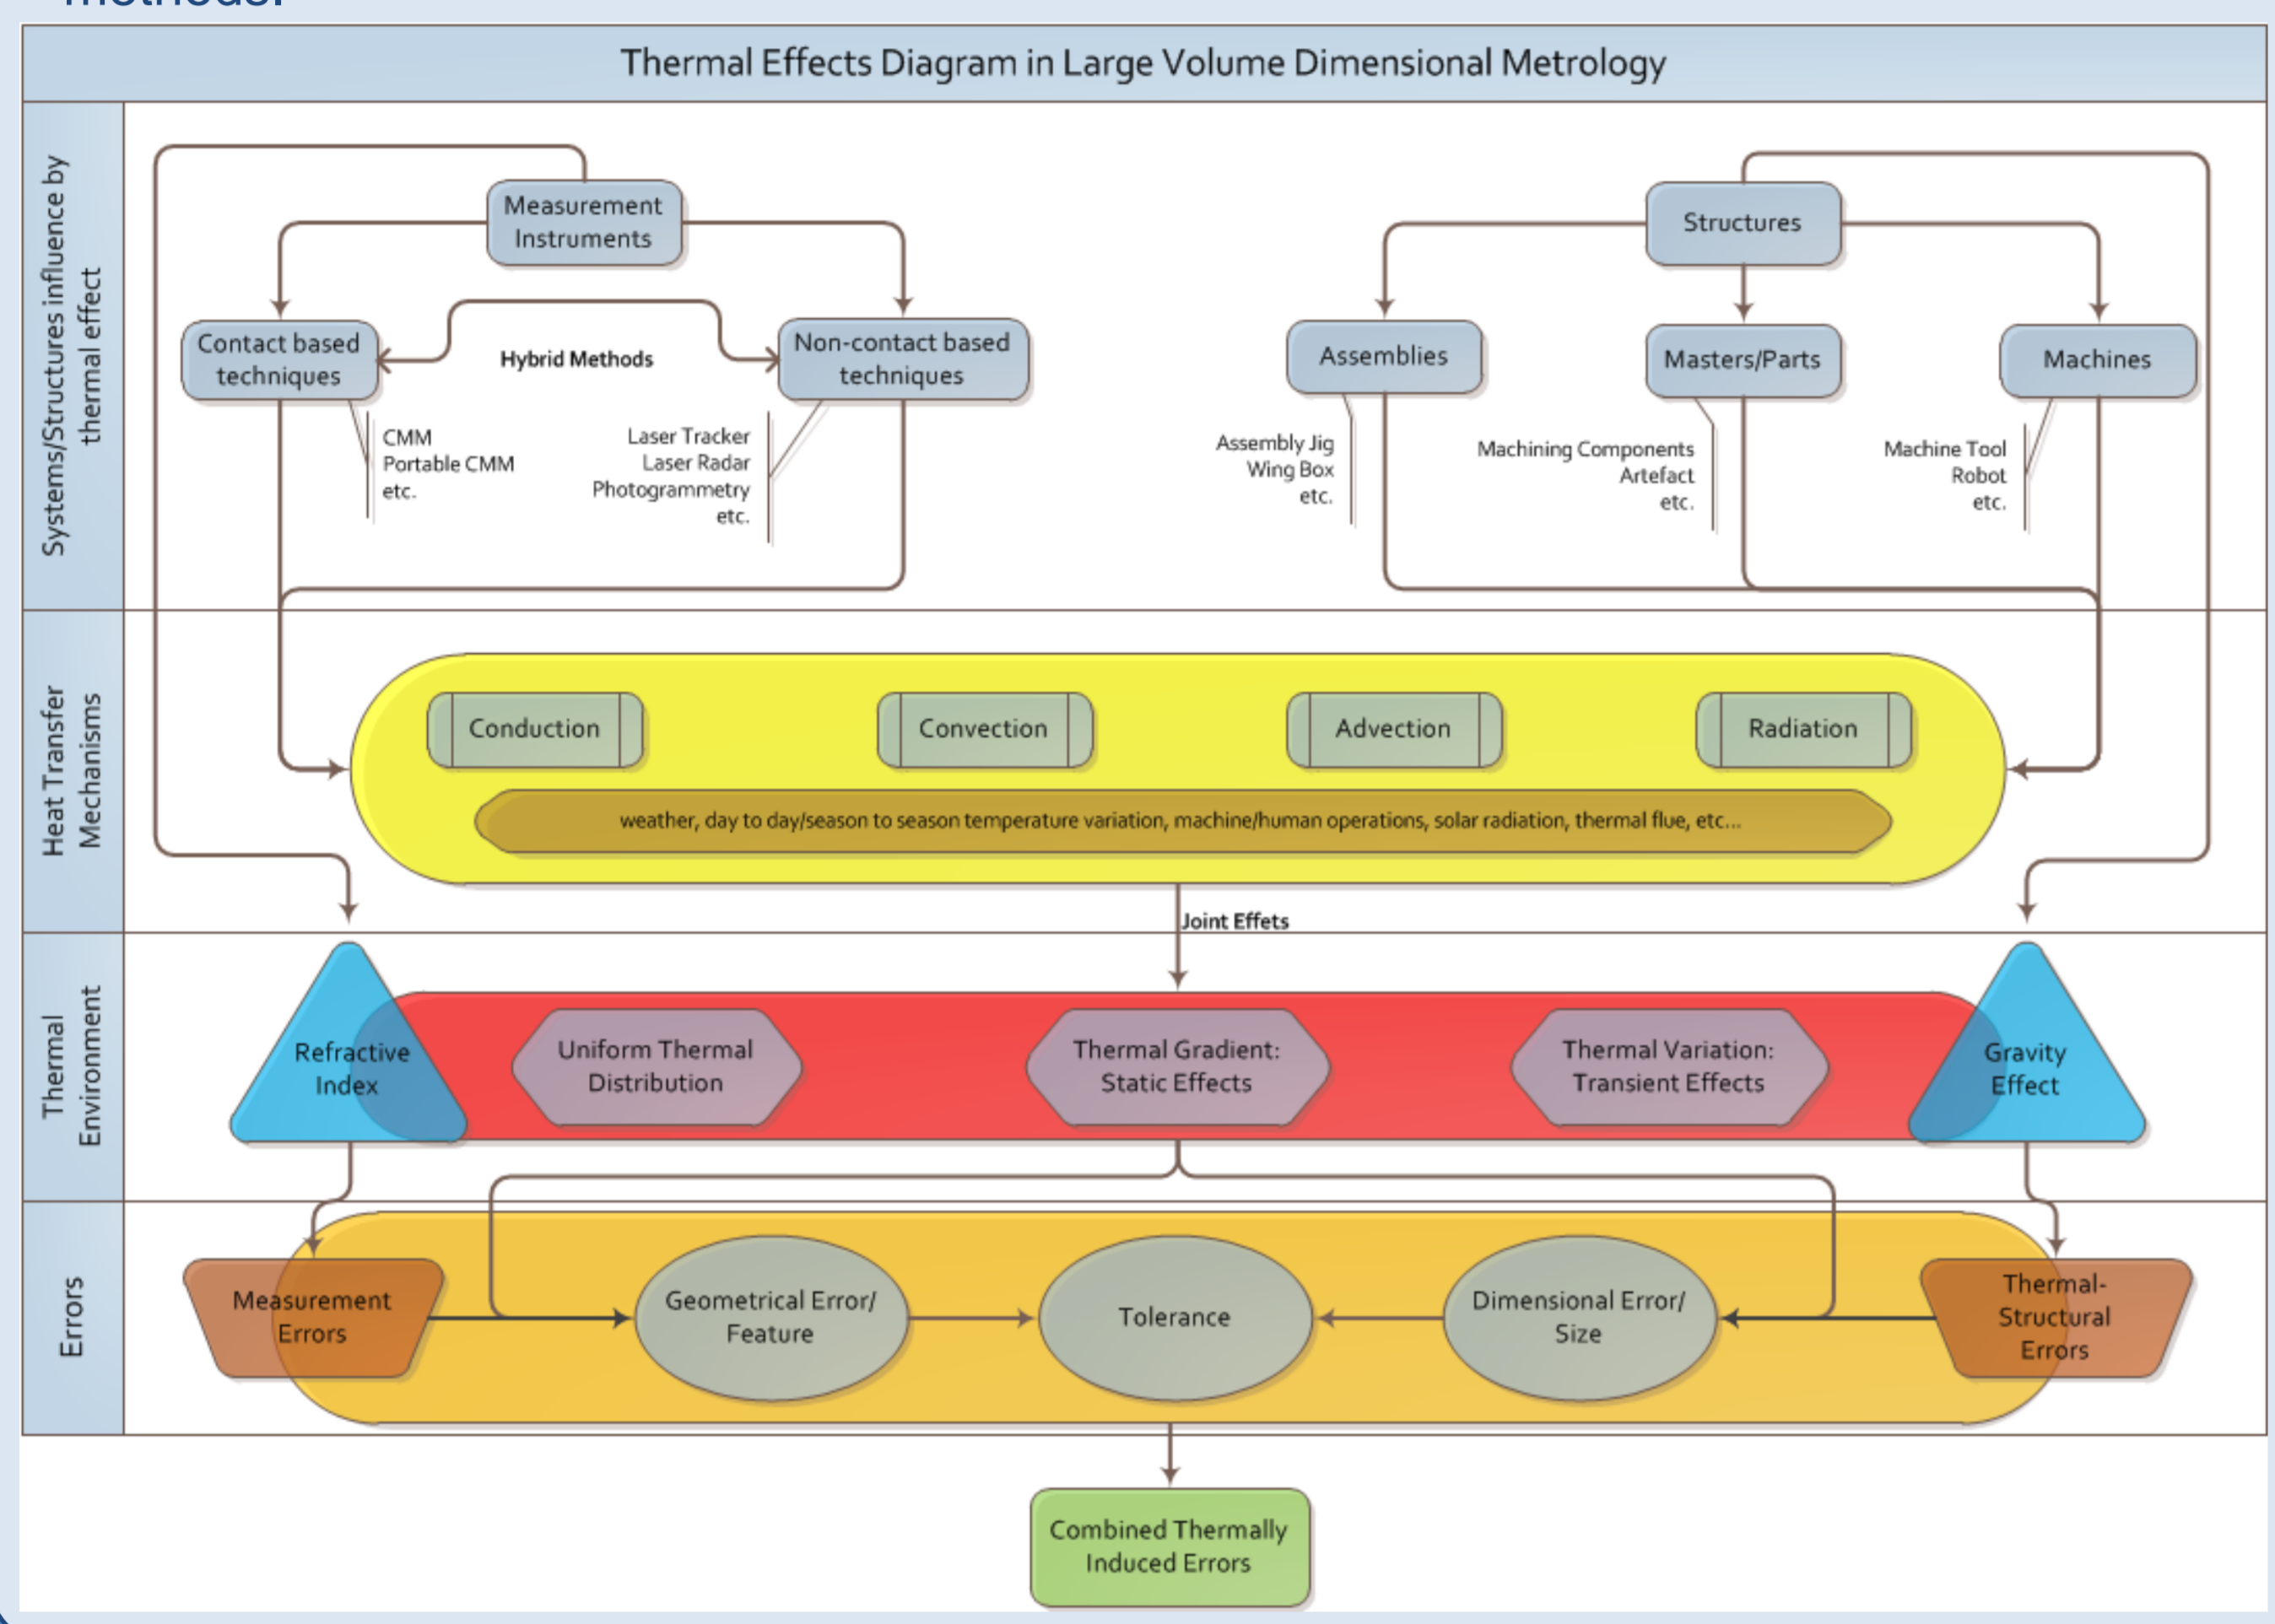 methods.
Thermal Effects Diagram in Large Volume Dimensional Metrology
Systems/Structures influence by
thermal effect
Measurement
Instruments
Structures
Contact based
techniques
Hybrid Methods
Non-contact based
techniques
Assemblies
Masters/Parts
Machines
CMM
Portable CMM
etc.
Laser Tracker
Laser Radar
Photogrammetry
etc.
Assembly Jig
Wing Box
etc.
Machining Components
Artefact
etc.
Machine Tool
Robot
etc.
Heat Transfer
Mechanisms
Conduction
Convection
Advection
Radiation
weather, day to day/season to season temperature variation, machine/human operations, solar radiation, thermal flue, etc...
Joint Effets
Thermal
Environment
Refractive
Index
Uniform Thermal
Distribution
Thermal Gradient:
Static Effects
Thermal Variation:
Transient Effects
Gravity
Effect
Errors
Measurement
Errors
Geometrical Error/
Feature
Tolerance
Dimensional Error/
Size
Thermal-
Structural
Errors
Combined Thermally
Induced Errors